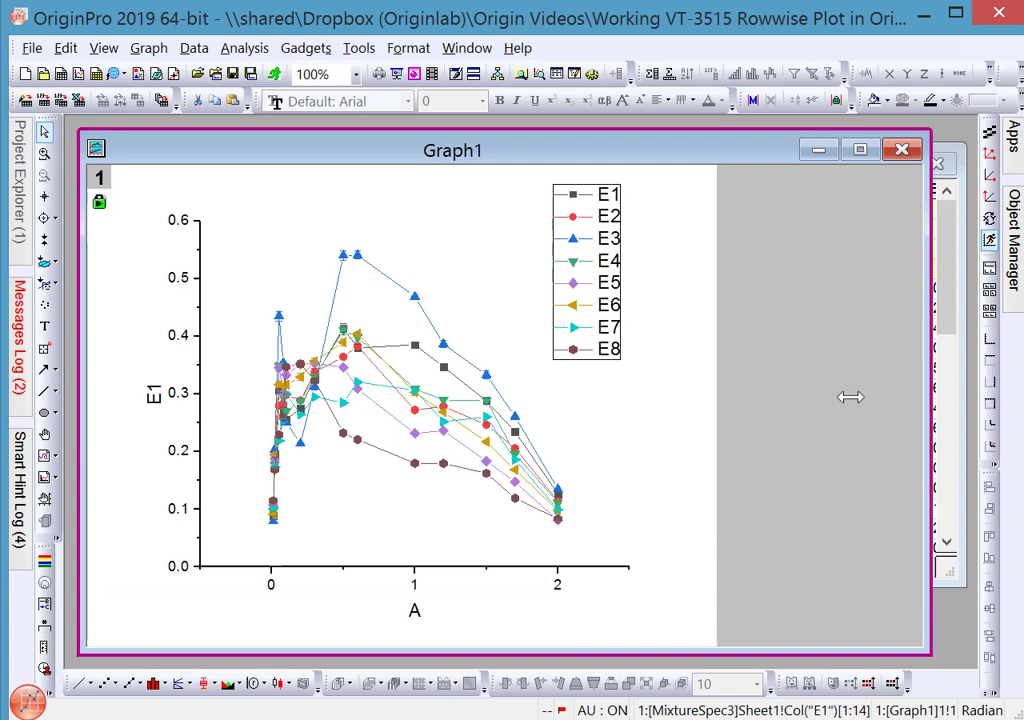 OriginPro 2019 64-bit - \\shared\Dropbox (Originlab)\Origin Videos\Working VT-3515 Rowwise Plot in Ori...
File Edit View Graph Data Analysis Gadgets Tools Format Window Help
100%
Default: Arial 0 B I U
Project Explorer (1)
Messages Log (2)
Smart Hint Log (4)
Apps
Object Manager
Graph1
1
E1
E2
E3
E4
E5
E6
E7
E8
0.6
0.5
0.4
0.3
0.2
0.1
0.0
E1
0 1 2
A
T
10
-- AU : ON 1:[MixtureSpec3]Sheet1!Col("E1")[1:14] 1:[Graph1]1!1 Radian